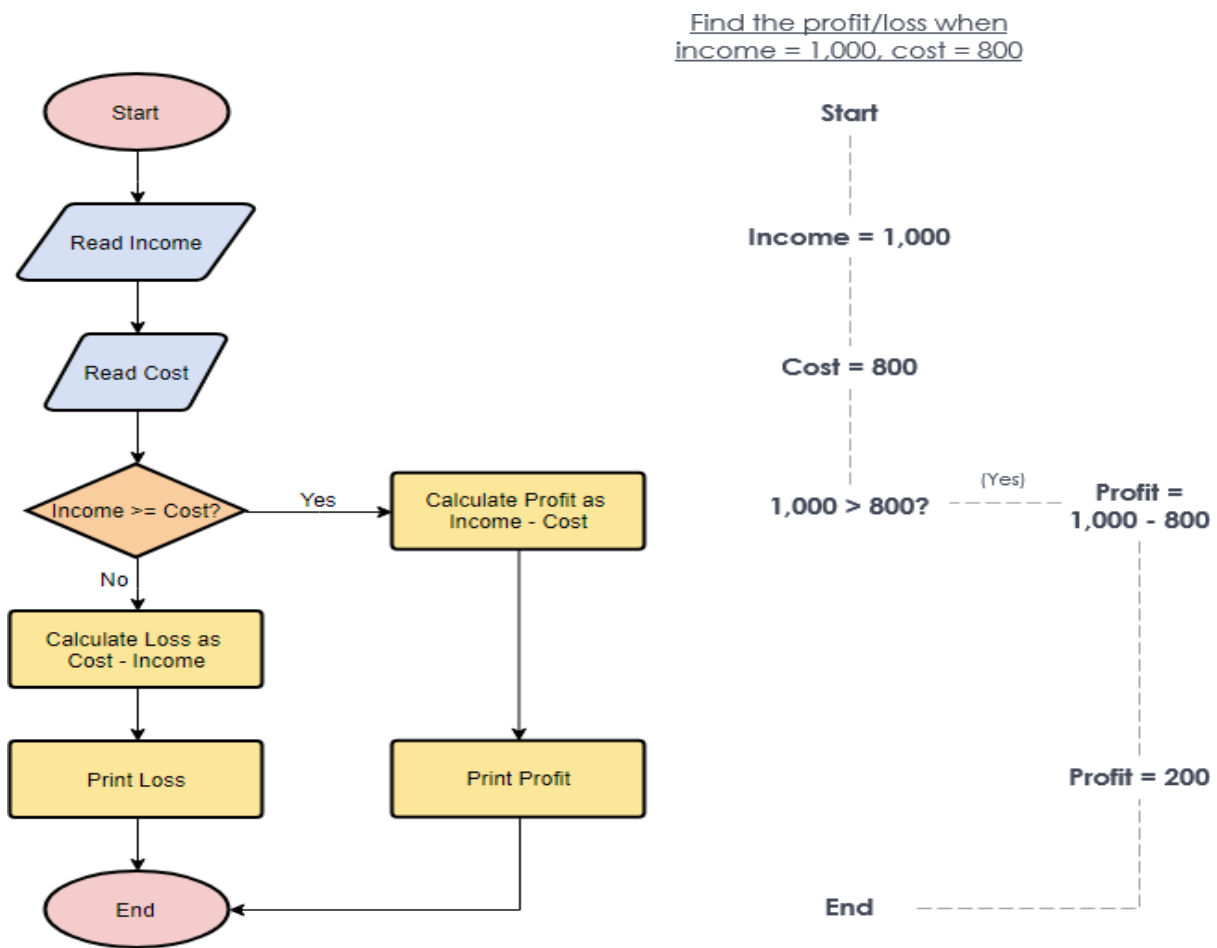 Find the profit/loss when
income = 1,000, cost = 800
Start
Read Income
Read Cost
Income >= Cost?
Yes
Calculate Profit as
Income - Cost
No
Calculate Loss as
Cost - Income
Print Loss
Print Profit
End
Start
Income = 1,000
Cost = 800
1,000 > 800?
(Yes)
Profit =
1,000 - 800
Profit = 200
End